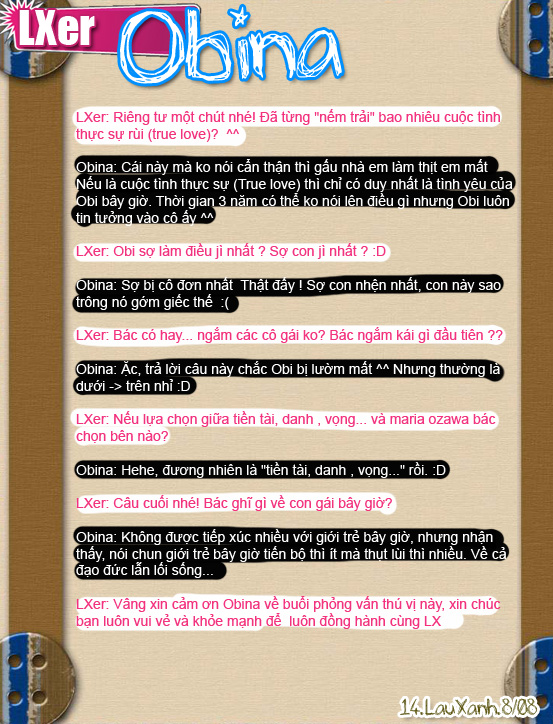 LXer
Obina
LXer: Riêng tư một chút nhé! Đã từng "nếm trải" bao nhiêu cuộc tình
thực sự rùi (true love)? ^^
Obina: Cái này mà ko nói cẩn thận thì gấu nhà em làm thịt em mất
Nếu là cuộc tình thực sự (True love) thì chỉ có duy nhất là tình yêu của
Obi bây giờ. Thời gian 3 năm có thể ko nói lên điều gì nhưng Obi luôn
tin tưởng vào cô ấy ^^
LXer: Obi sợ làm điều jì nhất ? Sợ con jì nhất ? :D
Obina: Sợ bị cô đơn nhất Thật đấy ! Sợ con nhện nhất, con này sao
trông nó gớm giếc thế :(
LXer: Bác có hay... ngắm các cô gái ko? Bác ngắm kái gì đầu tiên ??
Obina: Ặc, trả lời câu này chắc Obi bị lườm mất ^^ Nhưng thường là
dưới -> trên nhỉ :D
LXer: Nếu lựa chọn giữa tiền tài, danh , vọng... và maria ozawa bác
chọn bên nào?
Obina: Hehe, đương nhiên là "tiền tài, danh , vọng..." rồi. :D
LXer: Câu cuối nhé! Bác ghĩ gì về con gái bây giờ?
Obina: Không được tiếp xúc nhiều với giới trẻ bây giờ, nhưng nhận
thấy, nói chun giới trẻ bây giờ tiến bộ thì ít mà thụt lùi thì nhiều. Về cả
đạo đức lẫn lối sống...
LXer: Vâng xin cảm ơn Obina về buổi phỏng vấn thú vị này, xin chúc
bạn luôn vui vẻ và khỏe mạnh để luôn đồng hành cùng LX
14.LauXanh.8/08